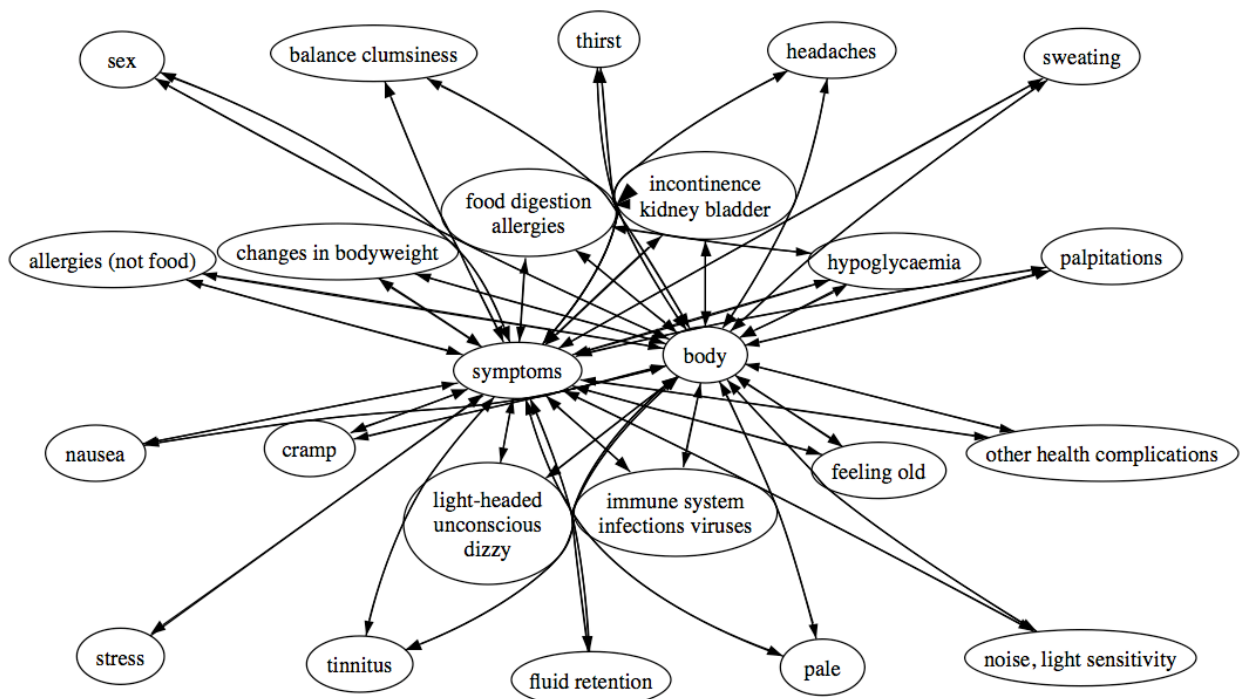 sex
balance clumsiness
thirst
headaches
sweating
food digestion
allergies
incontinence
kidney bladder
allergies (not food)
changes in bodyweight
hypoglycaemia
palpitations
symptoms
body
nausea
cramp
light-headed
unconscious
dizzy
immune system
infections viruses
feeling old
other health complications
stress
tinnitus
fluid retention
pale
noise, light sensitivity